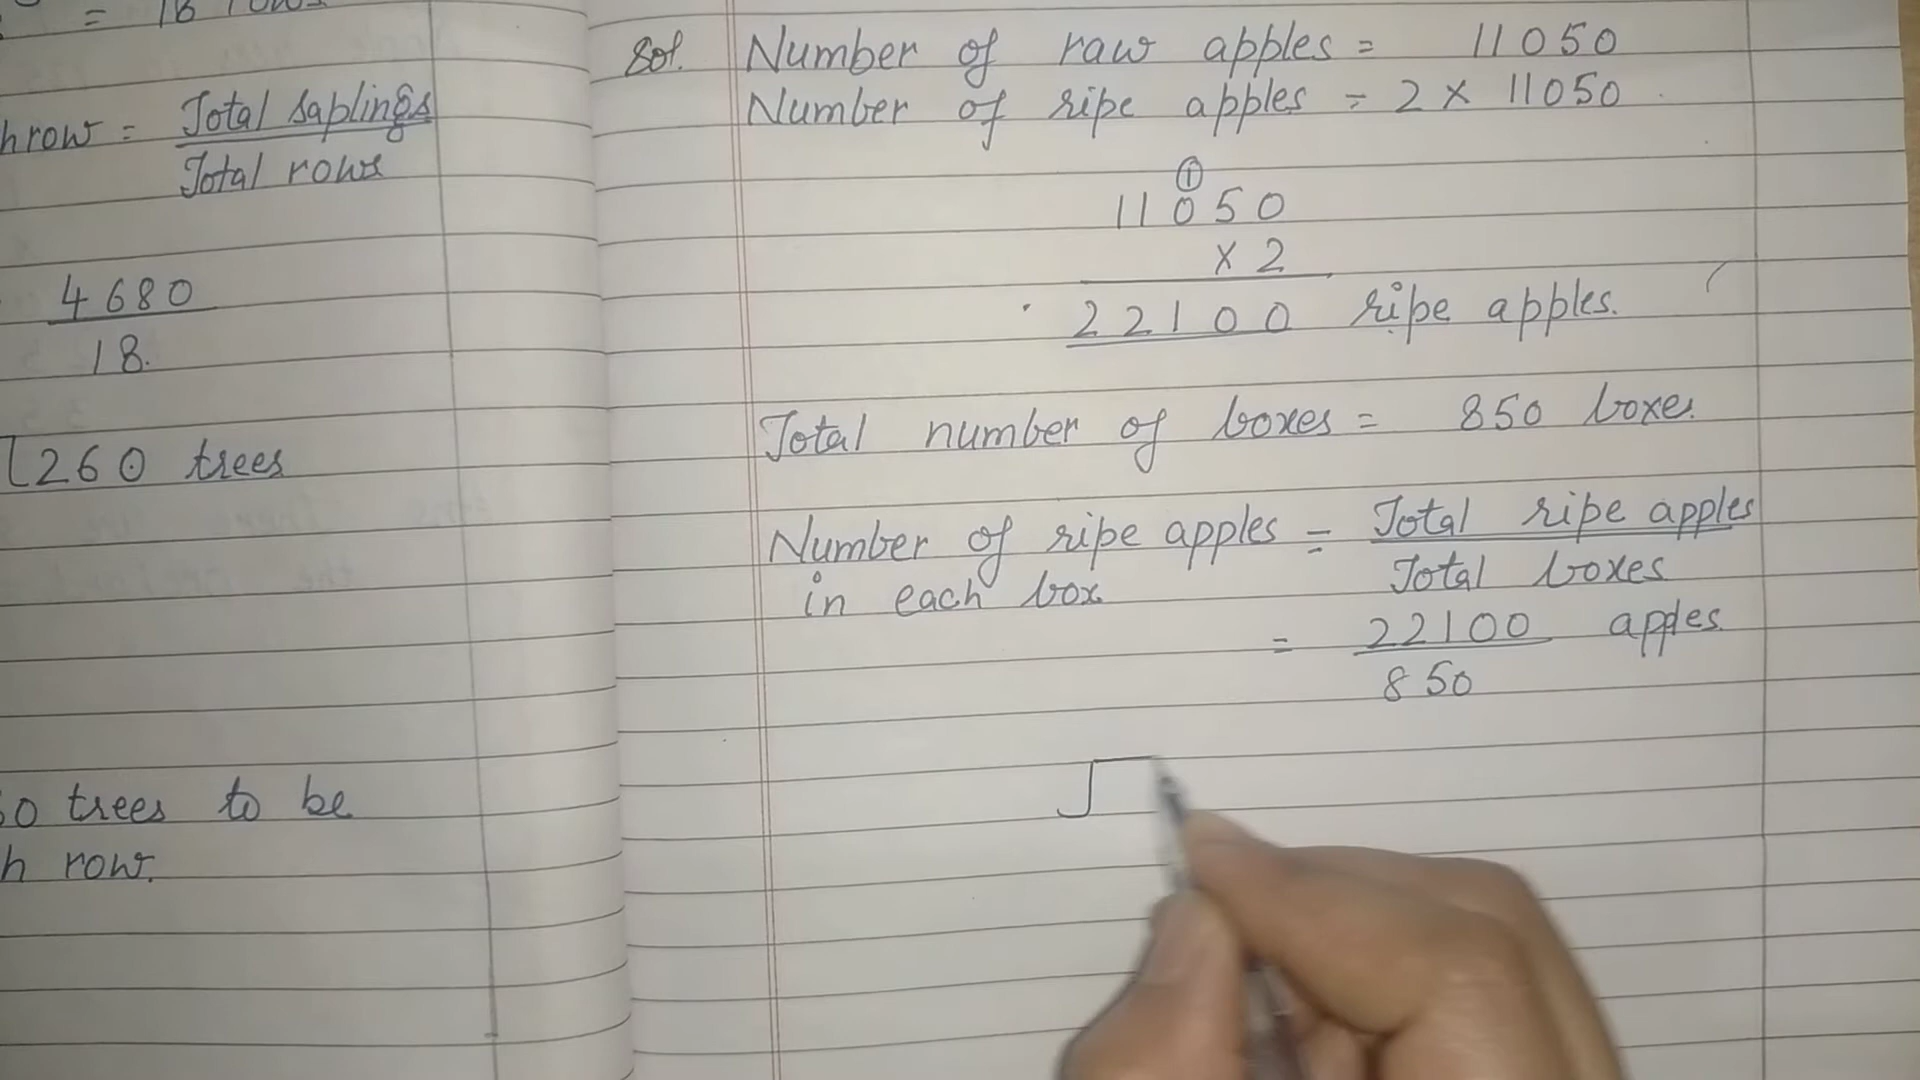 = 18 rows
h row = Total saplings
Total rows
4680
18.
260 trees
60 trees to be
h row.
Sol. Number of raw apples = 11050
Number of ripe apples = 2 x 11050
1
11050
x 2
22100 ripe apples.
Total number of boxes = 850 boxes.
Number of ripe apples = Total ripe apples
in each box Total boxes
= 22100 apples
850